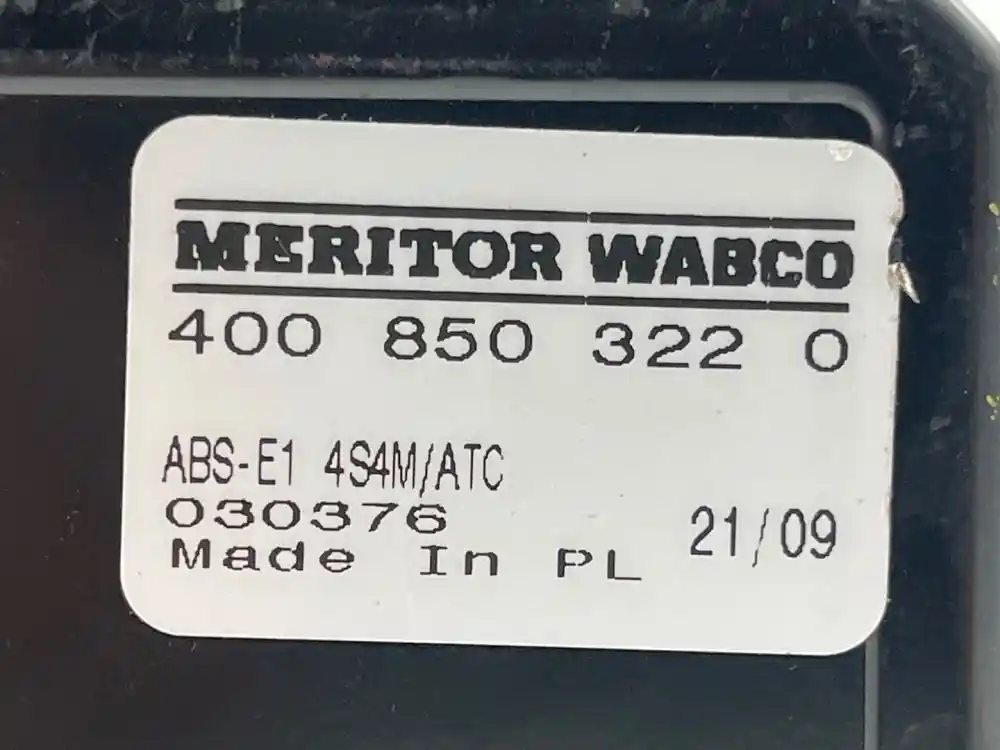 MERITOR WABCO
400 850 322 0
ABS-E1 4S4M/ATC
030376
Made In PL 21/09